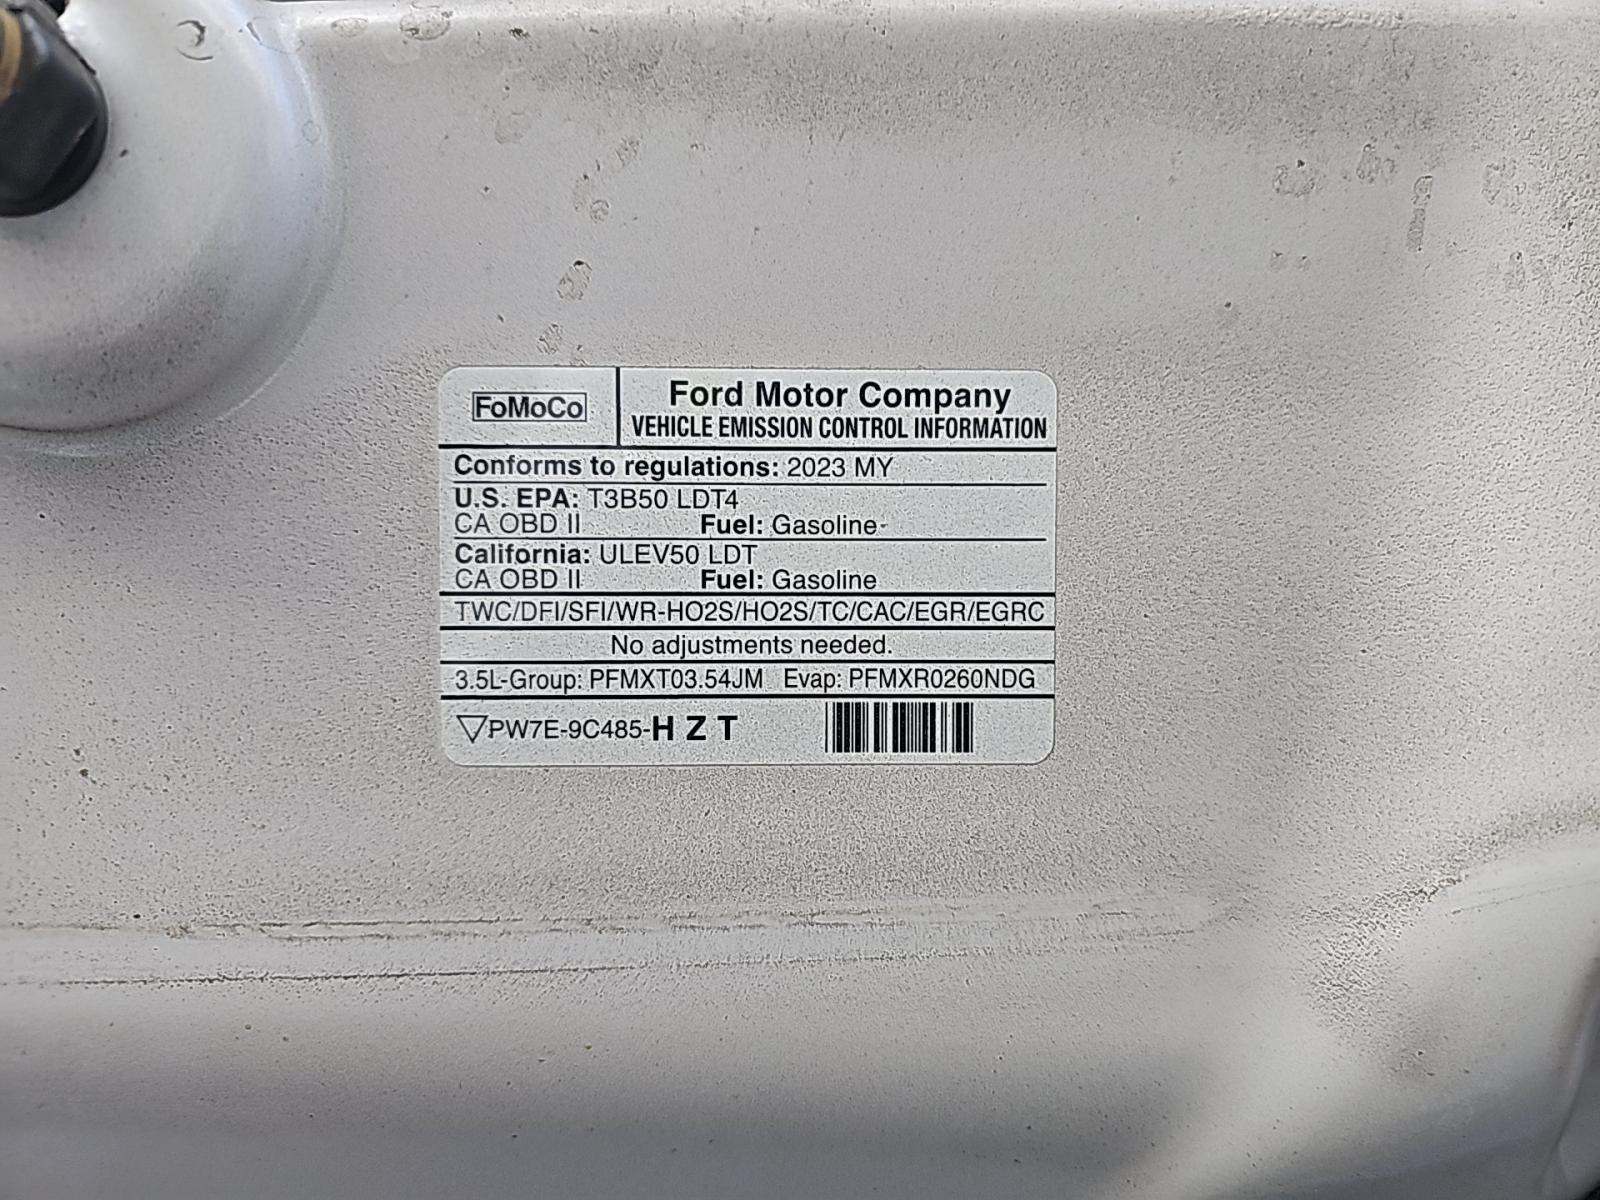 FoMoCo
Ford Motor Company
VEHICLE EMISSION CONTROL INFORMATION
Conforms to regulations: 2023 MY
U.S. EPA: T3B50 LDT4
CA OBD II Fuel: Gasoline
California: ULEV50 LDT
CA OBD II Fuel: Gasoline
TWC/DFI/SFI/WR-HO2S/HO2S/TC/CAC/EGR/EGRC
No adjustments needed.
3.5L-Group: PFMXT03.54JM Evap: PFMXR0260NDG
PW7E-9C485-H Z T